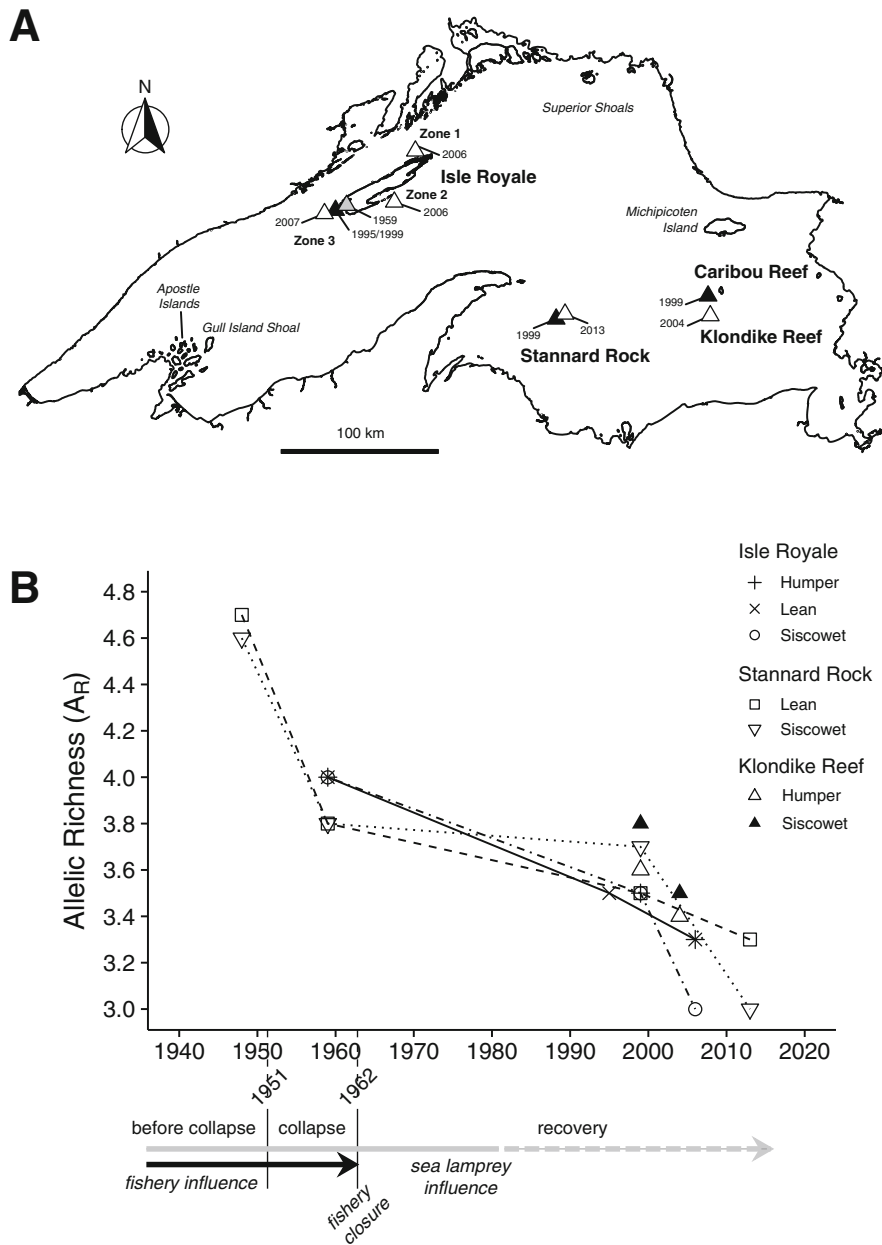 A
N
Superior Shoals
Zone 1
2006
Isle Royale
Zone 2
2006
1959
2007
1995/1999
Zone 3
Michipicoten
Island
Caribou Reef
1999
2004
Klondike Reef
Apostle
Islands
Gull Island Shoal
1999
2013
Stannard Rock
100 km
B
Isle Royale
Humper
Lean
Siscowet
Stannard Rock
Lean
Siscowet
Klondike Reef
Humper
Siscowet
Allelic Richness (AR)
4.8
4.6
4.4
4.2
4.0
3.8
3.6
3.4
3.2
3.0
1940 1950 1960 1970 1980 1990 2000 2010 2020
1951
1962
before collapse collapse recovery
fishery influence
sea lamprey
influence
fishery
closure